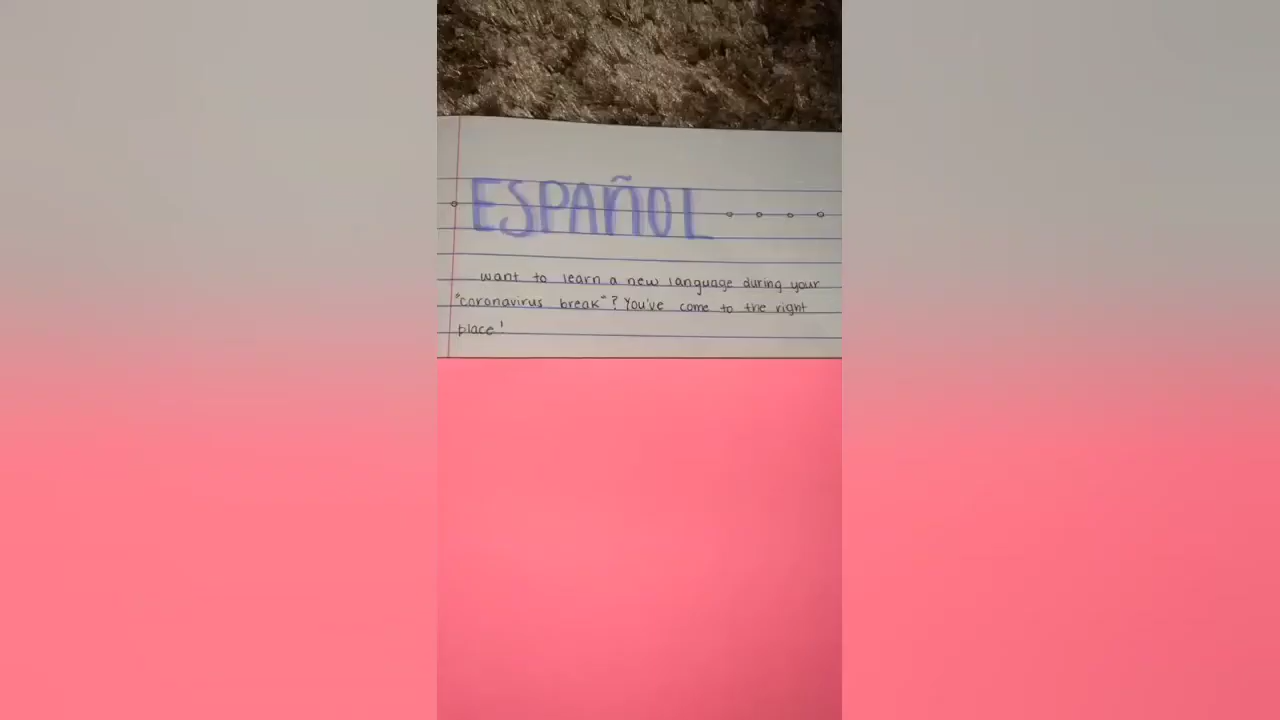 ESPAÑOL
want to learn a new language during your
"coronavirus break"? You've come to the right
place!